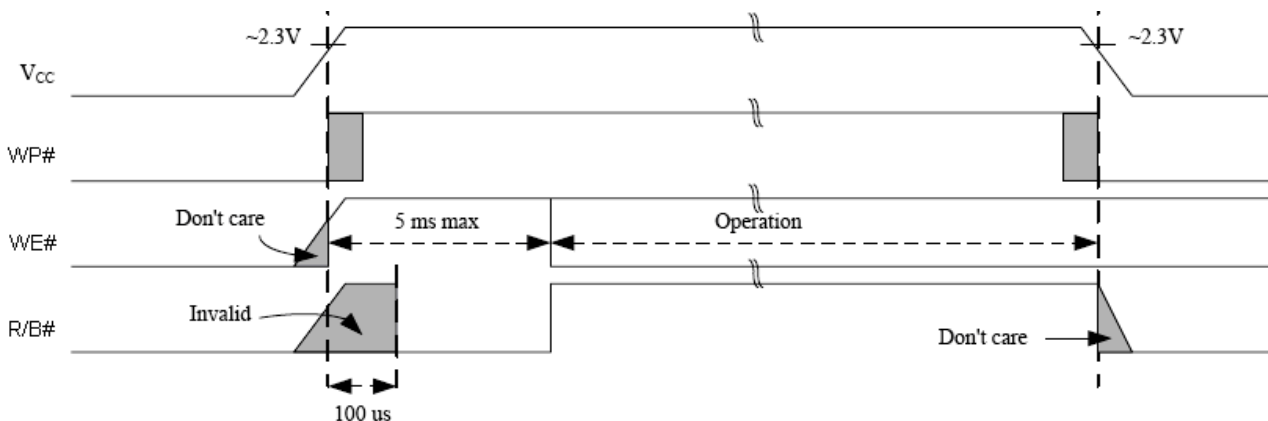 ~2.3V
~2.3V
VCC
WP#
Don't care
5 ms max
Operation
WE#
Invalid
R/B#
Don't care
100 us